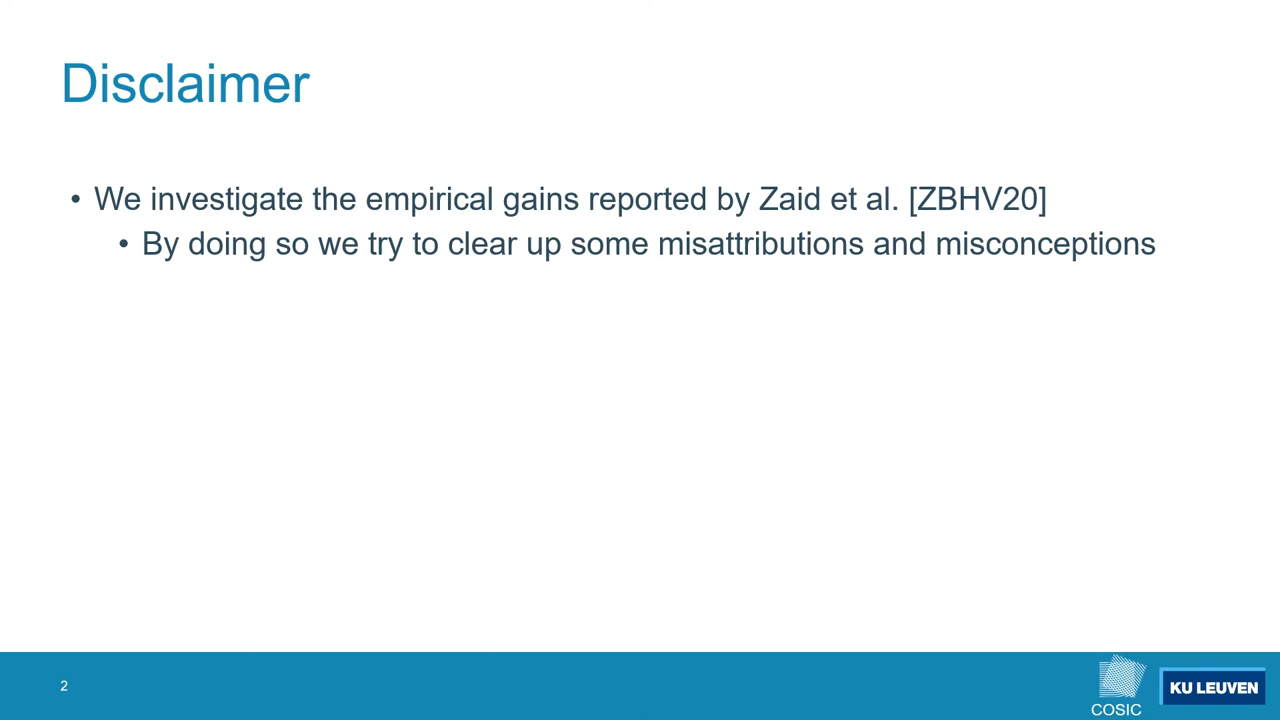 Disclaimer
• We investigate the empirical gains reported by Zaid et al. [ZBHV20]
• By doing so we try to clear up some misattributions and misconceptions
2
COSIC
KU LEUVEN